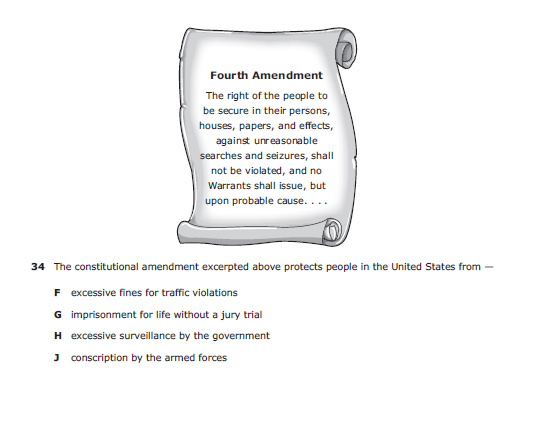 Fourth Amendment
The right of the people to
be secure in their persons,
houses, papers, and effects,
against unreasonable
searches and seizures, shall
not be violated, and no
Warrants shall issue, but
upon probable cause. . . .
34 The constitutional amendment excerpted above protects people in the United States from —
F excessive fines for traffic violations
G imprisonment for life without a jury trial
H excessive surveillance by the government
J conscription by the armed forces